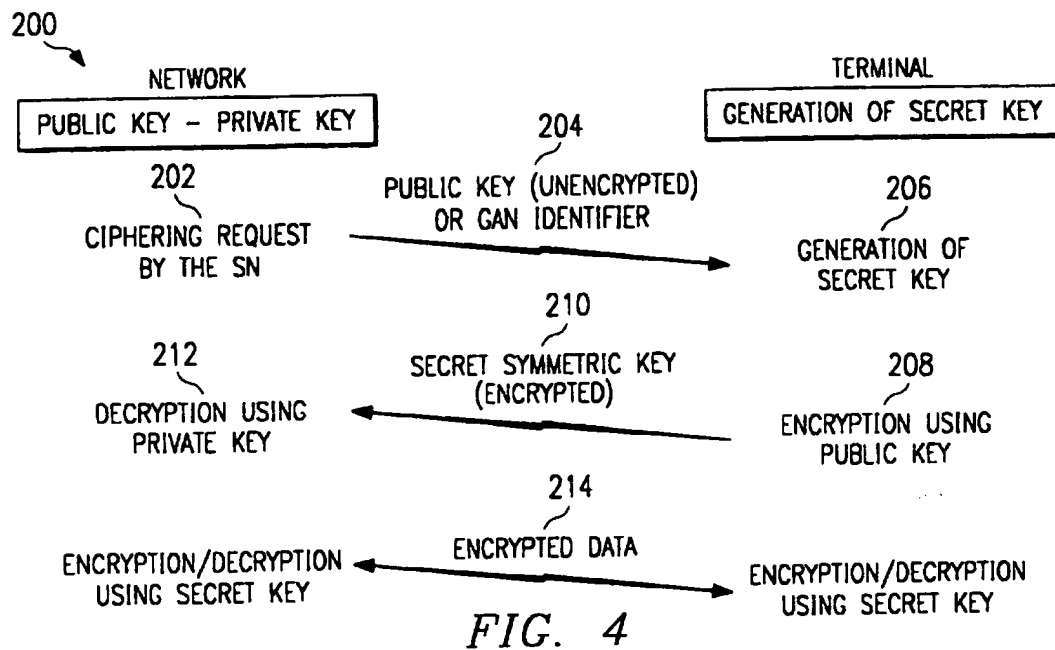 200
NETWORK
PUBLIC KEY – PRIVATE KEY
TERMINAL
GENERATION OF SECRET KEY
202
CIPHERING REQUEST
BY THE SN
204
PUBLIC KEY (UNENCRYPTED)
OR GAN IDENTIFIER
206
GENERATION OF
SECRET KEY
212
DECRYPTION USING
PRIVATE KEY
210
SECRET SYMMETRIC KEY
(ENCRYPTED)
208
ENCRYPTION USING
PUBLIC KEY
ENCRYPTION/DECRYPTION
USING SECRET KEY
214
ENCRYPTED DATA
ENCRYPTION/DECRYPTION
USING SECRET KEY
FIG. 4